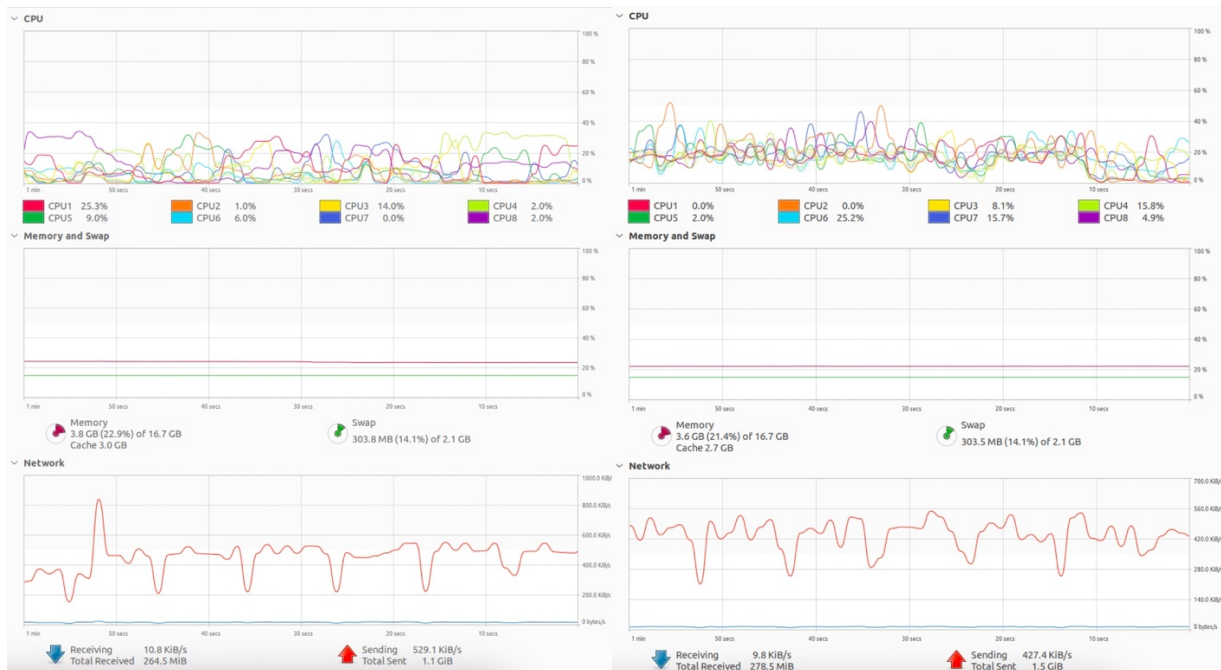 CPU
100 %
80 %
60 %
40 %
20 %
0 %
1 min 50 secs 40 secs 30 secs 20 secs 10 secs
CPU1 25.3% CPU2 1.0% CPU3 14.0% CPU4 2.0%
CPU5 9.0% CPU6 6.0% CPU7 0.0% CPU8 2.0%
Memory and Swap
100 %
80 %
60 %
40 %
20 %
0 %
1 min 50 secs 40 secs 30 secs 20 secs 10 secs
Memory
3.8 GB (22.9%) of 16.7 GB
Cache 3.0 GB
Swap
303.8 MB (14.1%) of 2.1 GB
Network
1000.0 KiB/s
800.0 KiB/s
600.0 KiB/s
400.0 KiB/s
200.0 KiB/s
0 bytes/s
1 min 50 secs 40 secs 30 secs 20 secs 10 secs
Receiving 10.8 KiB/s
Total Received 264.5 MiB
Sending 529.1 KiB/s
Total Sent 1.1 GiB
CPU
100 %
80 %
60 %
40 %
20 %
0 %
1 min 50 secs 40 secs 30 secs 20 secs 10 secs
CPU1 0.0% CPU2 0.0% CPU3 8.1% CPU4 15.8%
CPU5 2.0% CPU6 25.2% CPU7 15.7% CPU8 4.9%
Memory and Swap
100 %
80 %
60 %
40 %
20 %
0 %
1 min 50 secs 40 secs 30 secs 20 secs 10 secs
Memory
3.6 GB (21.4%) of 16.7 GB
Cache 2.7 GB
Swap
303.5 MB (14.1%) of 2.1 GB
Network
700.0 KiB/s
560.0 KiB/s
420.0 KiB/s
280.0 KiB/s
140.0 KiB/s
0 bytes/s
1 min 50 secs 40 secs 30 secs 20 secs 10 secs
Receiving 9.8 KiB/s
Total Received 278.5 MiB
Sending 427.4 KiB/s
Total Sent 1.5 GiB